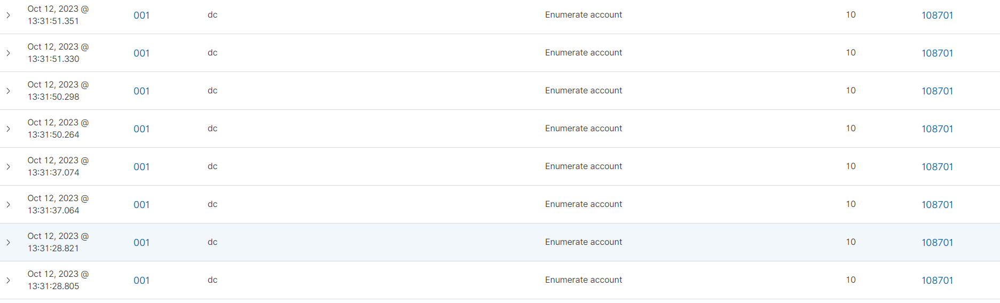 Oct 12, 2023 @
13:31:51.351
001
dc
Enumerate account
10
108701
Oct 12, 2023 @
13:31:51.330
001
dc
Enumerate account
10
108701
Oct 12, 2023 @
13:31:50.298
001
dc
Enumerate account
10
108701
Oct 12, 2023 @
13:31:50.264
001
dc
Enumerate account
10
108701
Oct 12, 2023 @
13:31:37.074
001
dc
Enumerate account
10
108701
Oct 12, 2023 @
13:31:37.064
001
dc
Enumerate account
10
108701
Oct 12, 2023 @
13:31:28.821
001
dc
Enumerate account
10
108701
Oct 12, 2023 @
13:31:28.805
001
dc
Enumerate account
10
108701